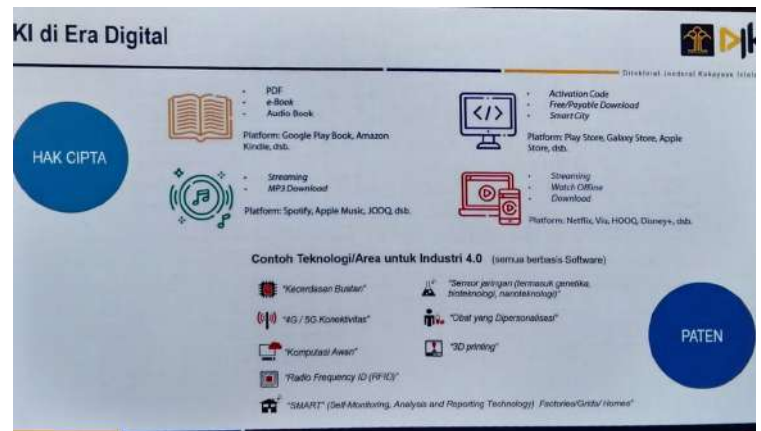 KI di Era Digital
Direktorat Jenderal Kekayaan Intele
HAK CIPTA
- PDF
- e-Book
- Audio Book
Platform: Google Play Book, Amazon
Kindle, dsb.
</>
- Activation Code
- Free/Payable Download
- Smart City
Platform: Play Store, Galaxy Store, Apple
Store, dsb.
- Streaming
- MP3 Download
Platform: Spotify, Apple Music, JOOQ, dsb.
- Streaming
- Watch Offline
- Download
Platform: Netflix, Viu, HOOQ, Disney+, dsb.
Contoh Teknologi/Area untuk Industri 4.0 (semua berbasis Software)
"Kecerdasan Buatan"
"Sensor jaringan (termasuk genetika,
bioteknologi, nanoteknologi)"
"4G / 5G Konektivitas"
"Obat yang Dipersonalisasi"
"Komputasi Awan"
"3D printing"
"Radio Frequency ID (RFID)"
"SMART" (Self-Monitoring, Analysis and Reporting Technology) Factories/Grids/ Homes"
PATEN